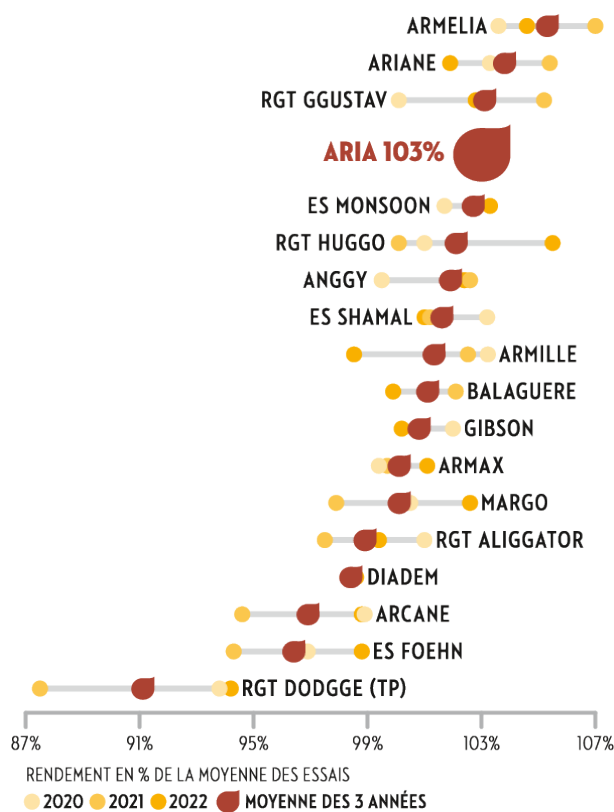 ARMELIA
ARIANE
RGT GGUSTAV
ARIA 103%
ES MONSOON
RGT HUGGO
ANGGY
ES SHAMAL
ARMILLE
BALAGUERE
GIBSON
ARMAX
MARGO
RGT ALIGGATOR
DIADEM
ARCANE
ES FOEHN
RGT DODGGE (TP)
87% 91% 95% 99% 103% 107%
RENDEMENT EN % DE LA MOYENNE DES ESSAIS
2020 2021 2022 MOYENNE DES 3 ANNÉES